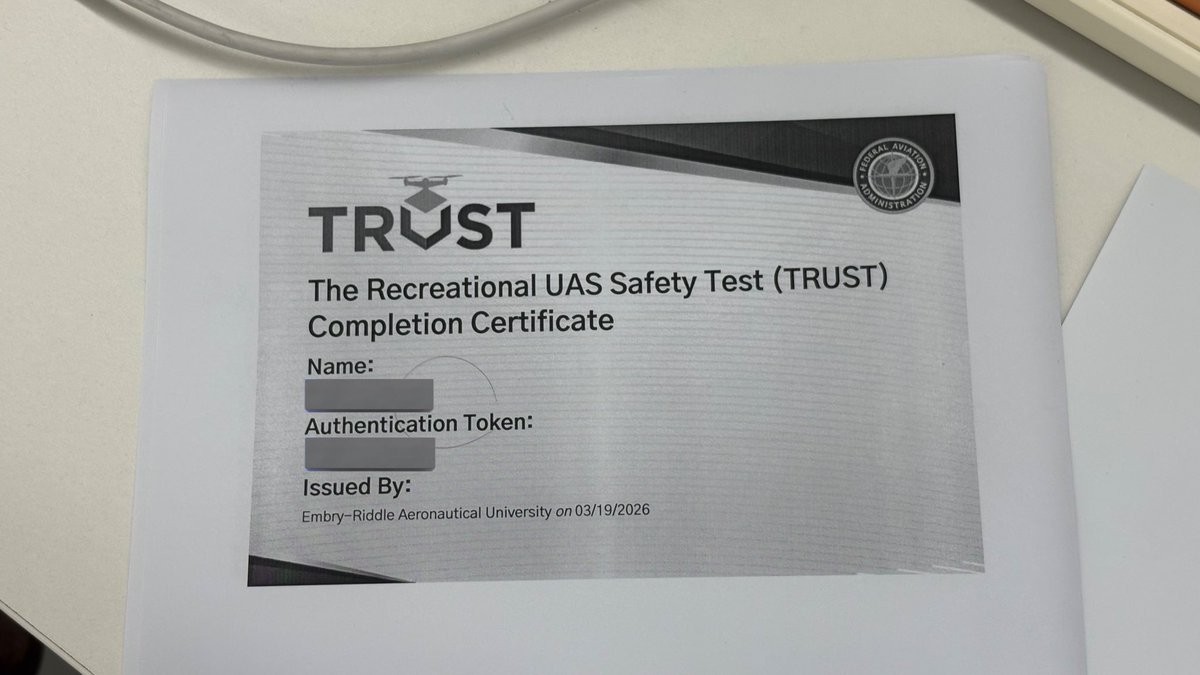 TRUST
FEDERAL AVIATION ADMINISTRATION
The Recreational UAS Safety Test (TRUST)
Completion Certificate
Name:
Authentication Token:
Issued By:
Embry-Riddle Aeronautical University on 03/19/2026